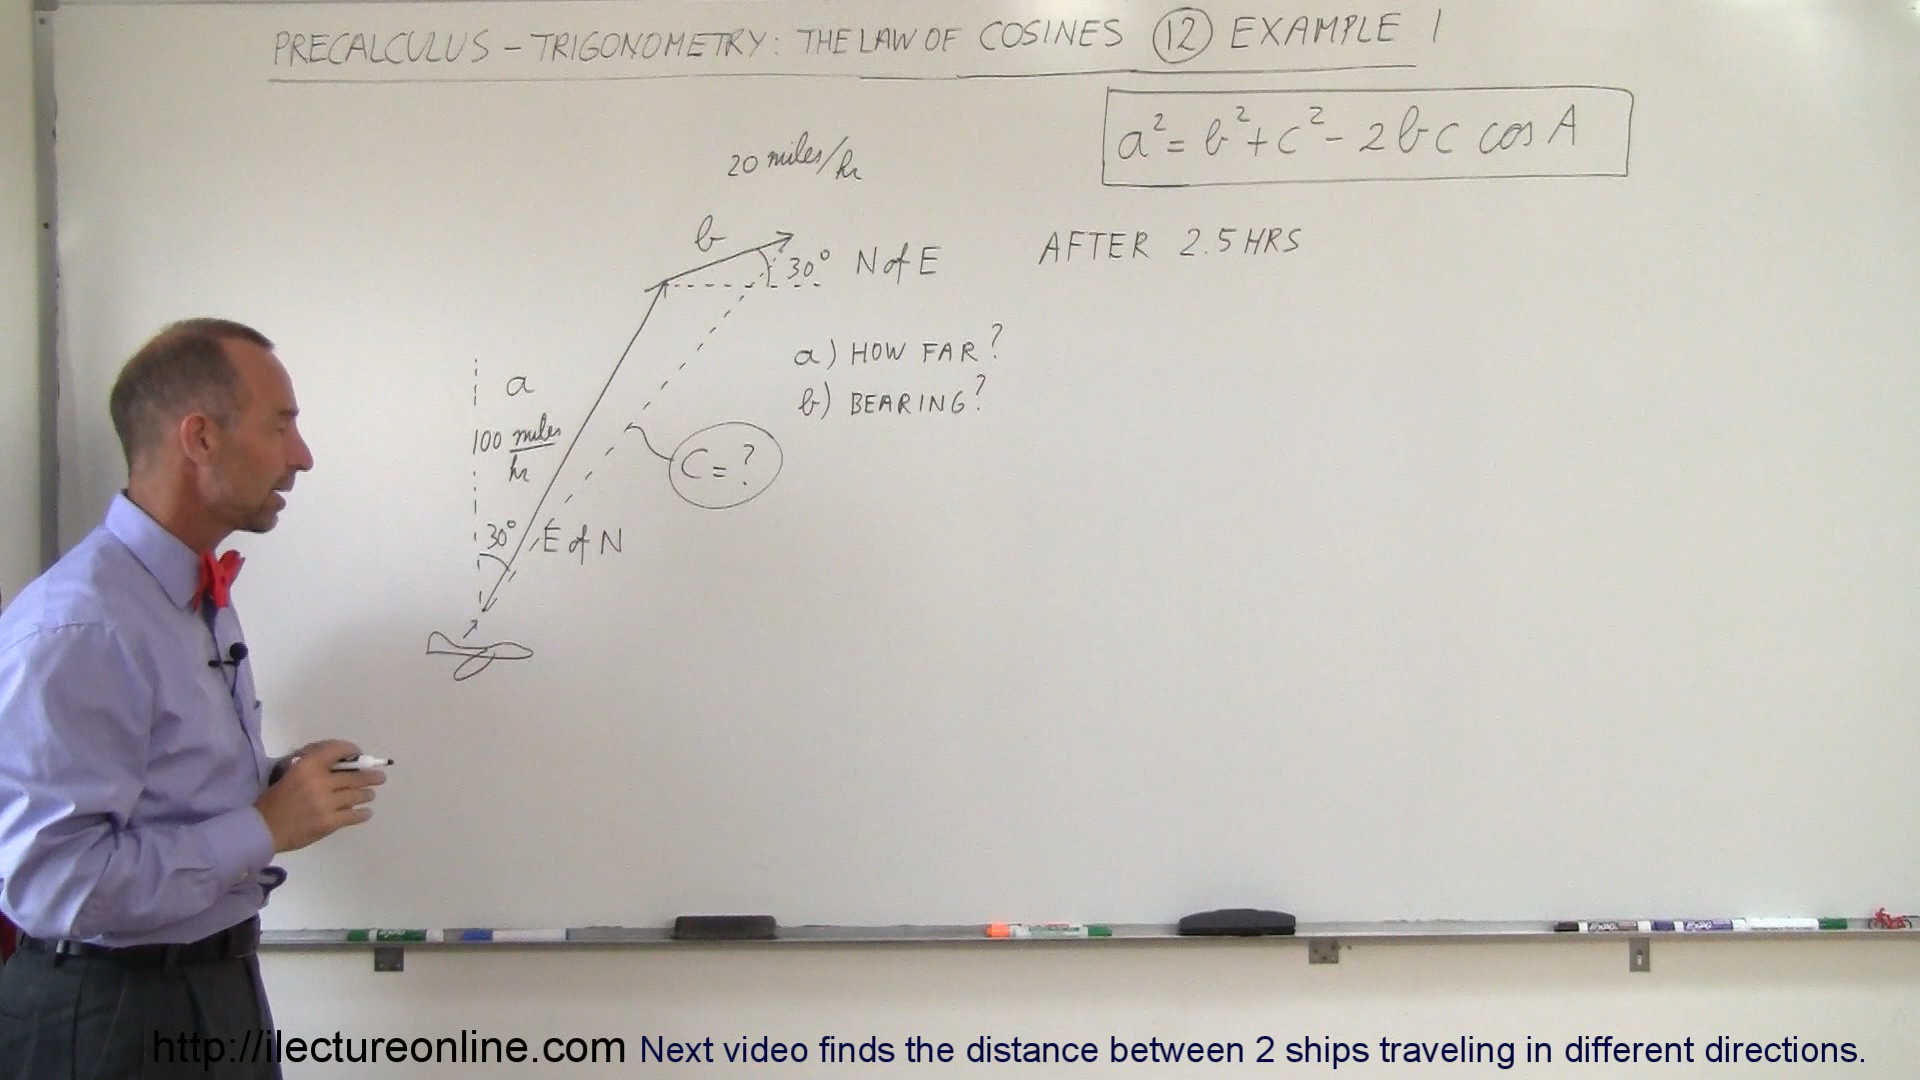 PRECALCULUS - TRIGONOMETRY: THE LAW OF COSINES 12 EXAMPLE 1
a² = b² + c² - 2bc cos A
20 miles/hr
b
30° N of E
AFTER 2.5 HRS
a) HOW FAR?
b) BEARING?
a
100 miles/hr
C = ?
30° E of N
http://ilectureonline.com Next video finds the distance between 2 ships traveling in different directions.